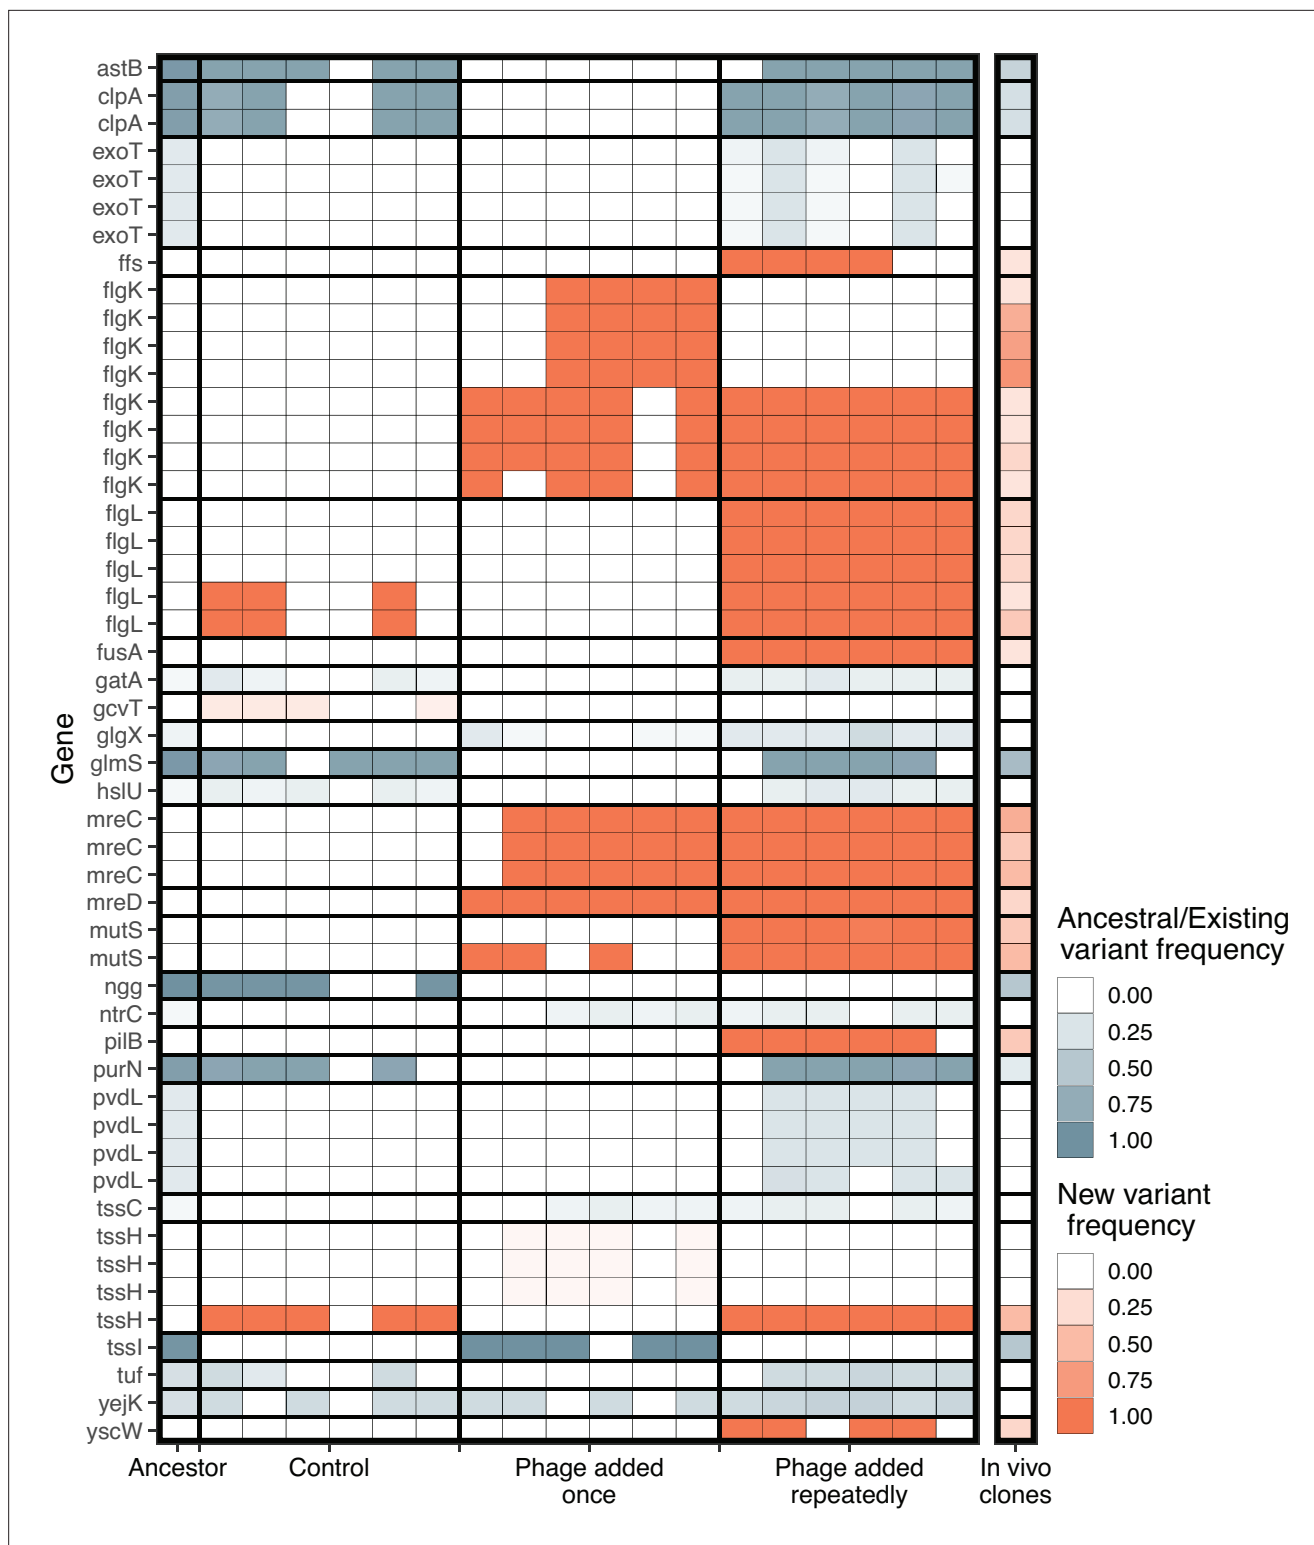 astB
clpA
clpA
exoT
exoT
exoT
exoT
ffs
flgK
flgK
flgK
flgK
flgK
flgK
flgK
flgK
flgL
flgL
flgL
flgL
flgL
fusA
gatA
gcvT
glgX
glmS
hslU
mreC
mreC
mreC
mreD
mutS
mutS
ngg
ntrC
pilB
purN
pvdL
pvdL
pvdL
pvdL
tssC
tssH
tssH
tssH
tssH
tssI
tuf
yejK
yscW
Gene
Ancestor
Control
Phage added
once
Phage added
repeatedly
In vivo
clones
Ancestral/Existing
variant frequency
0.00
0.25
0.50
0.75
1.00
New variant
frequency
0.00
0.25
0.50
0.75
1.00